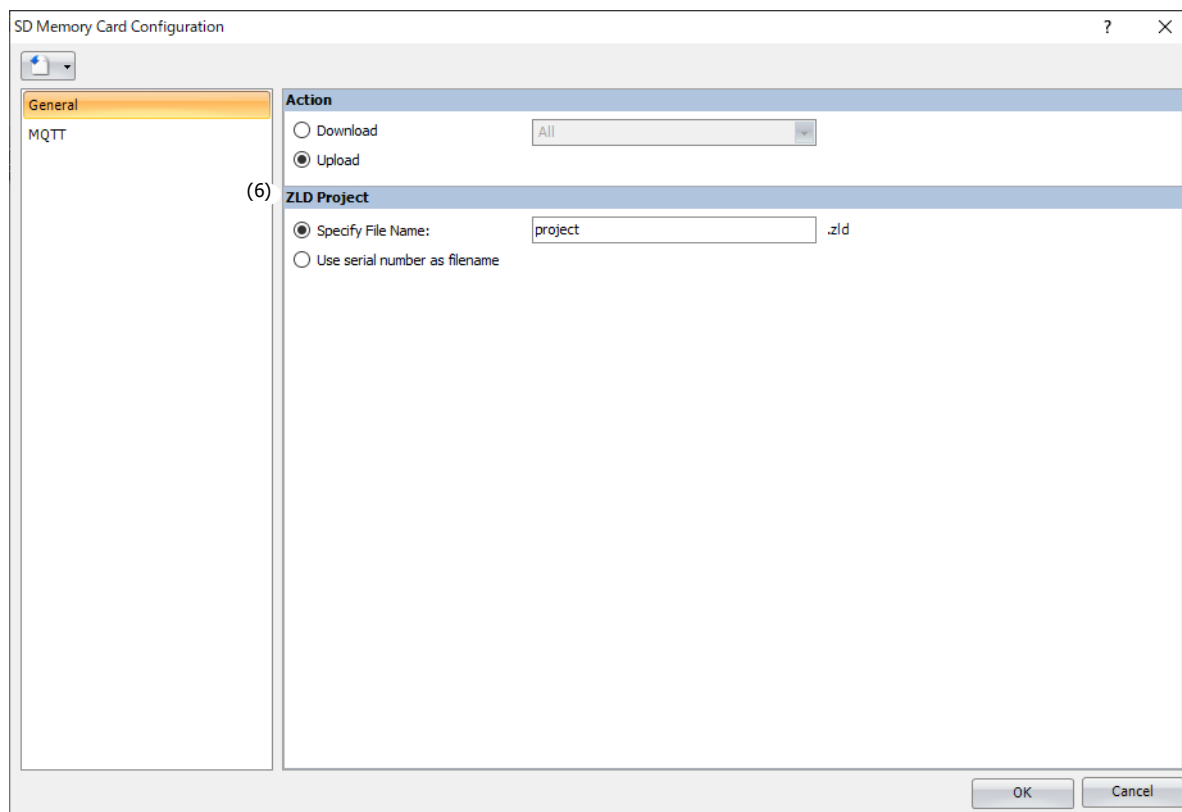 SD Memory Card Configuration ?
General
MQTT
Action
Download All
Upload
(6)
ZLD Project
Specify File Name: project .zld
Use serial number as filename
OK Cancel